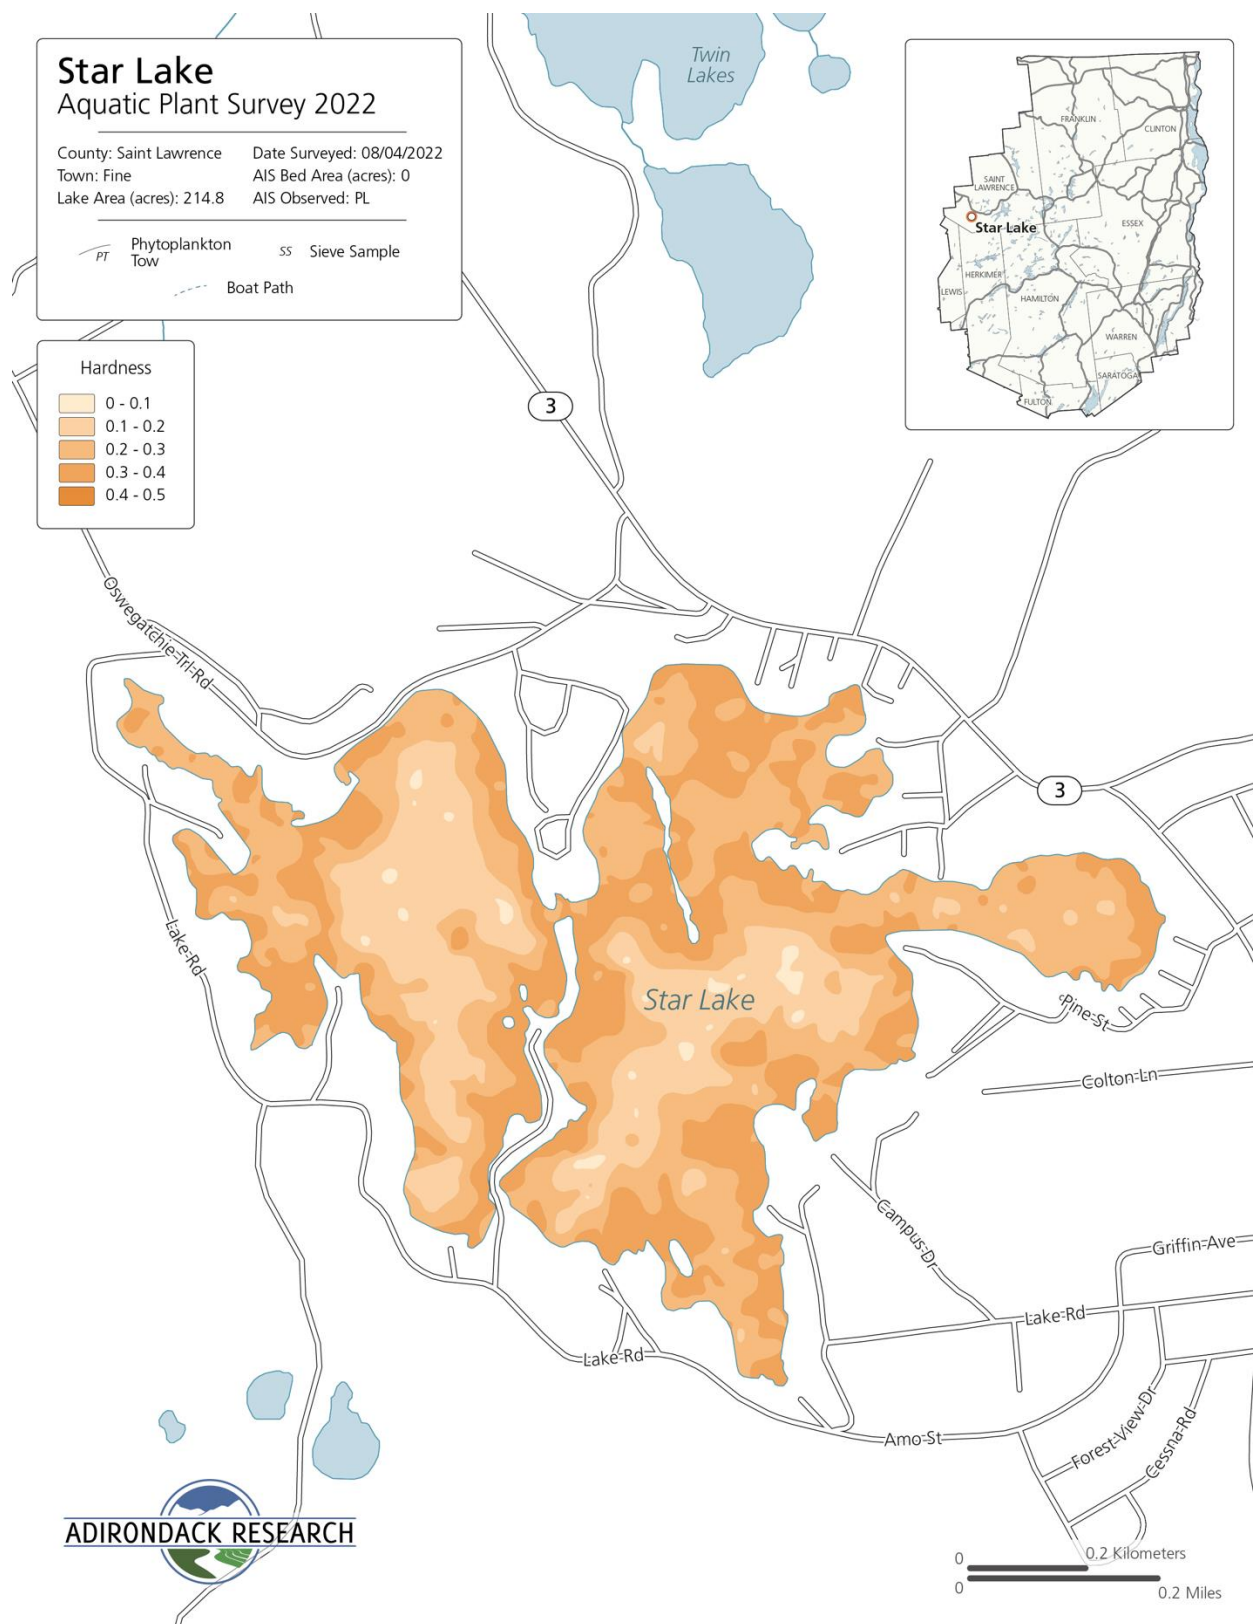 Star Lake
Aquatic Plant Survey 2022
County: Saint Lawrence
Date Surveyed: 08/04/2022
Town: Fine
AIS Bed Area (acres): 0
Lake Area (acres): 214.8
AIS Observed: PL
PT
Phytoplankton
Tow
SS
Sieve Sample
Boat Path
Hardness
0 - 0.1
0.1 - 0.2
0.2 - 0.3
0.3 - 0.4
0.4 - 0.5
Twin
Lakes
FRANKLIN
CLINTON
SAINT
LAWRENCE
ESSEX
Star Lake
HERKIMER
LEWIS
HAMILTON
WARREN
SARATOGA
FULTON
3
Oswegatchie Trl Rd
3
Lake Rd
Star Lake
Pine St
Colton Ln
Campus Dr
Griffin Ave
Lake Rd
Lake Rd
Amo St
Forest View Dr
Cessna Rd
ADIRONDACK RESEARCH
0
0.2 Kilometers
0
0.2 Miles